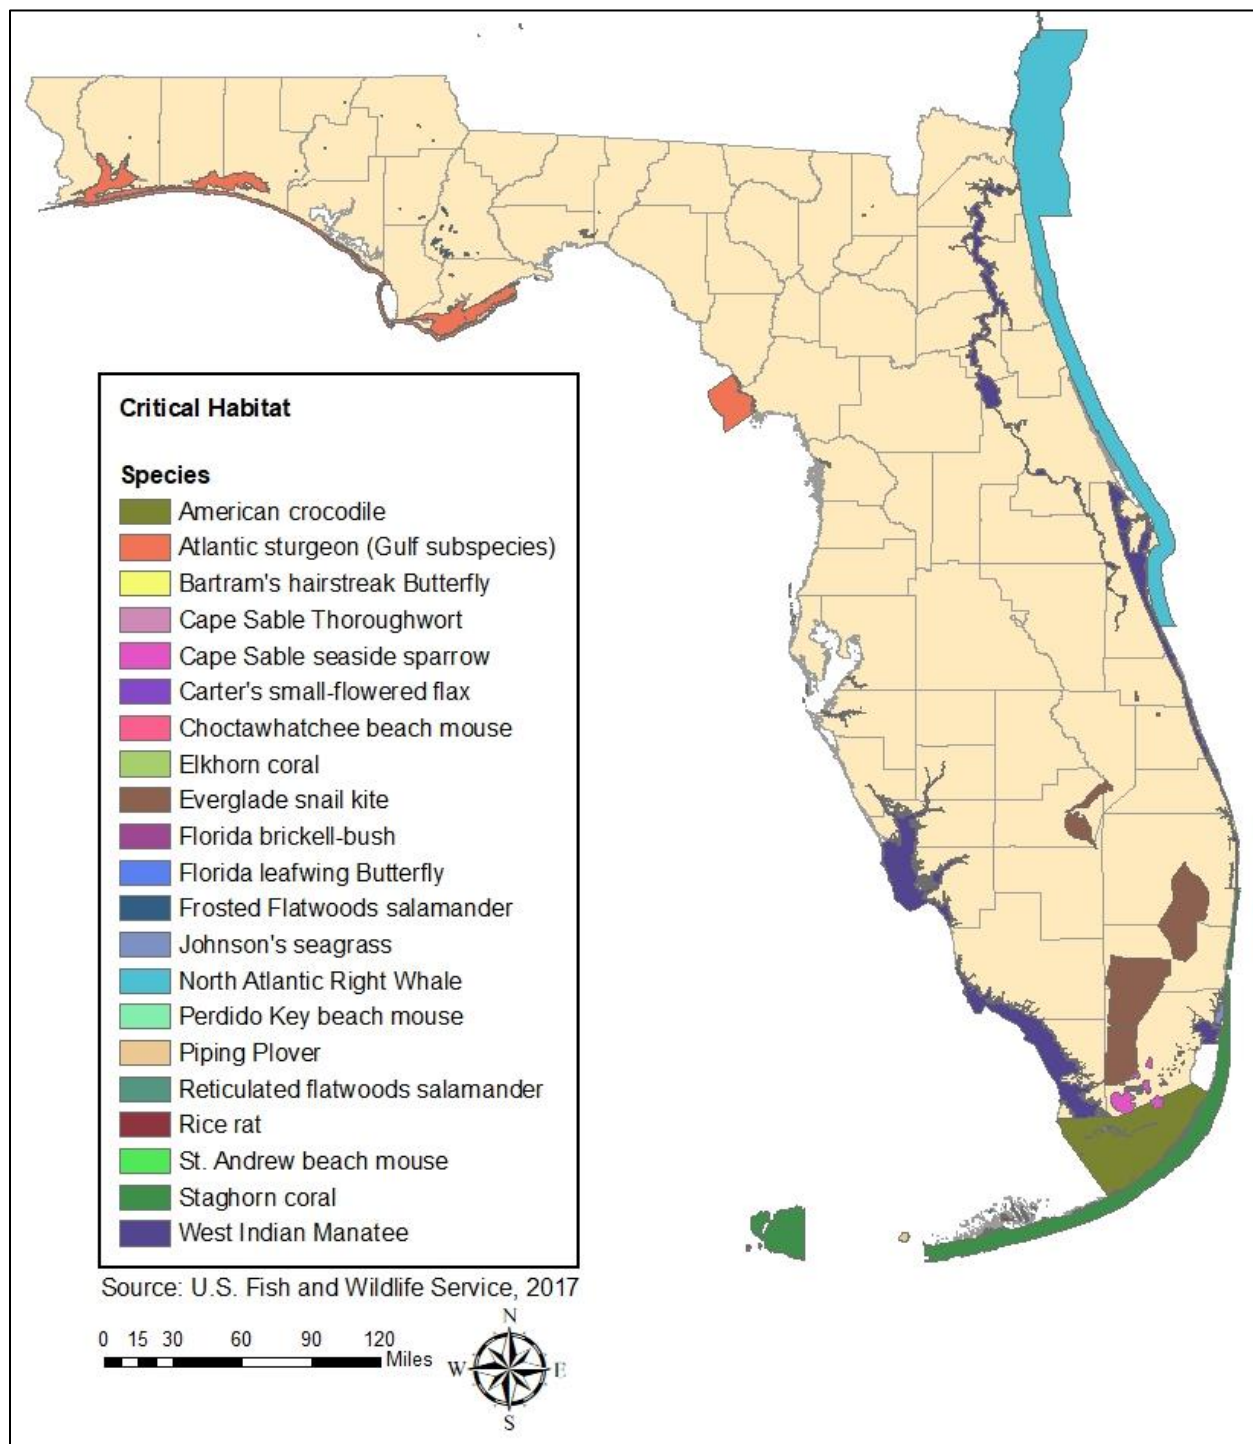 Critical Habitat
Species
American crocodile
Atlantic sturgeon (Gulf subspecies)
Bartram's hairstreak Butterfly
Cape Sable Thoroughwort
Cape Sable seaside sparrow
Carter's small-flowered flax
Choctawhatchee beach mouse
Elkhorn coral
Everglade snail kite
Florida brickell-bush
Florida leafwing Butterfly
Frosted Flatwoods salamander
Johnson's seagrass
North Atlantic Right Whale
Perdido Key beach mouse
Piping Plover
Reticulated flatwoods salamander
Rice rat
St. Andrew beach mouse
Staghorn coral
West Indian Manatee
Source: U.S. Fish and Wildlife Service, 2017
0 15 30 60 90 120
Miles
N
W E
S